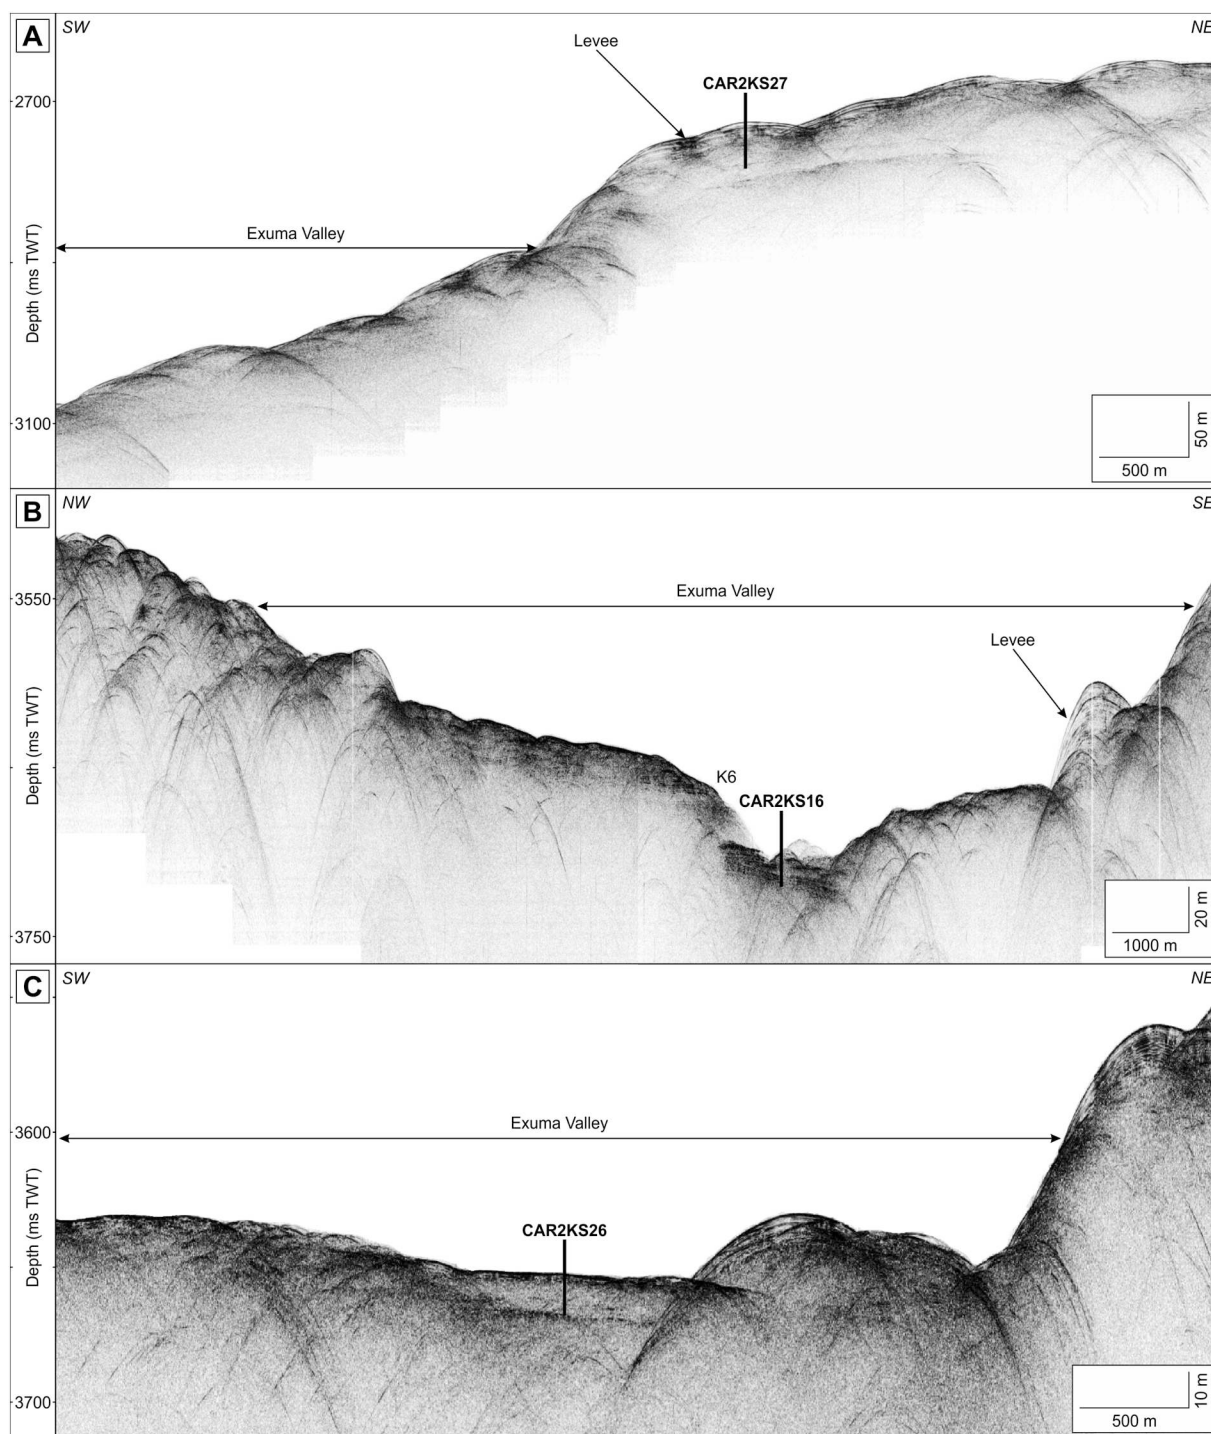 A
SW
NE
Levee
CAR2KS27
2700
Exuma Valley
Depth (ms TWT)
3100
50 m
500 m
B
NW
SE
3550
Exuma Valley
Levee
Depth (ms TWT)
K6
CAR2KS16
3750
20 m
1000 m
C
SW
NE
3600
Exuma Valley
Depth (ms TWT)
CAR2KS26
3700
10 m
500 m